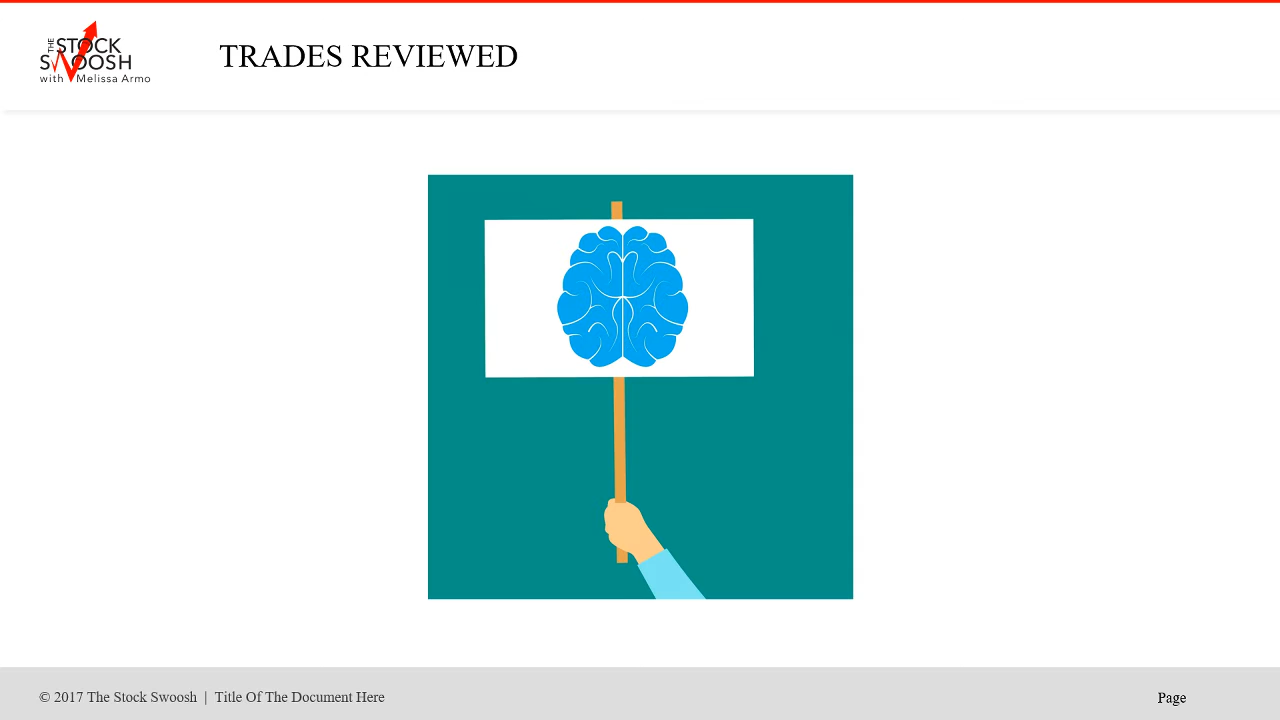 THE STOCK
SWOOSH
with Melissa Armo
TRADES REVIEWED
© 2017 The Stock Swoosh | Title Of The Document Here
Page